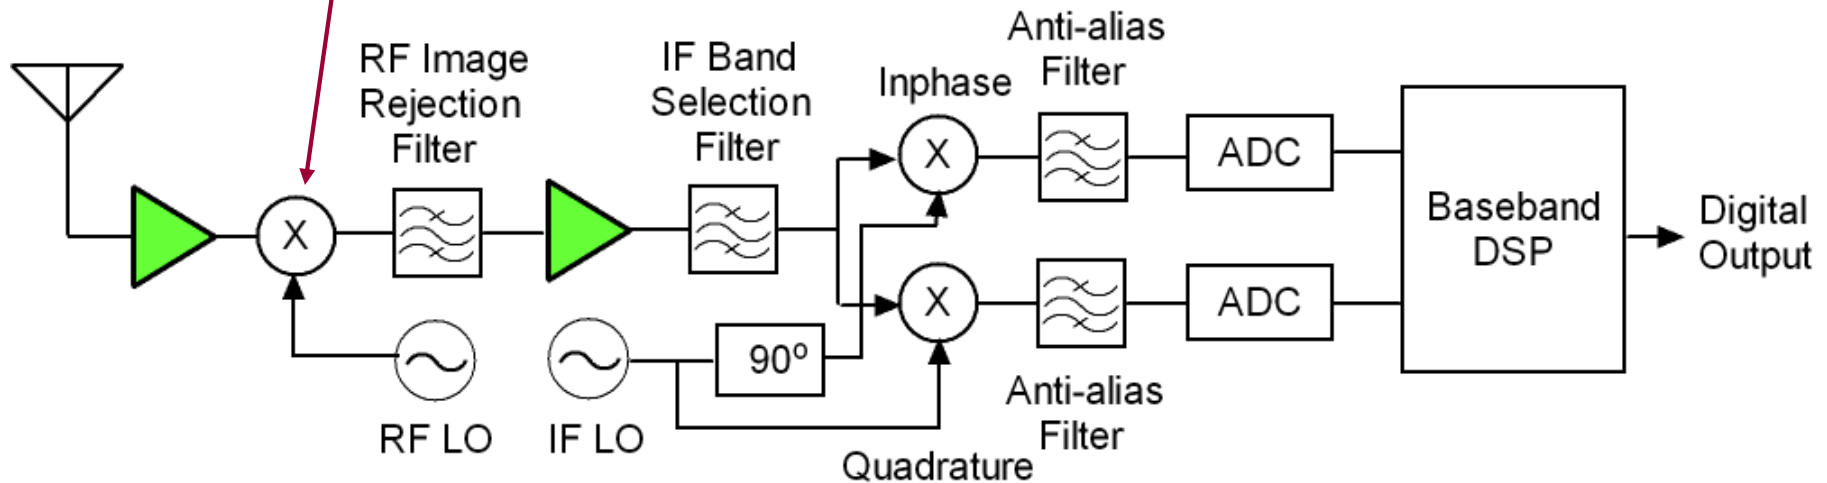 Anti-alias
Filter
RF Image
Rejection
Filter
IF Band
Selection
Filter
Inphase
X
ADC
X
Baseband
DSP
Digital
Output
X
ADC
90º
RF LO
IF LO
Anti-alias
Filter
Quadrature